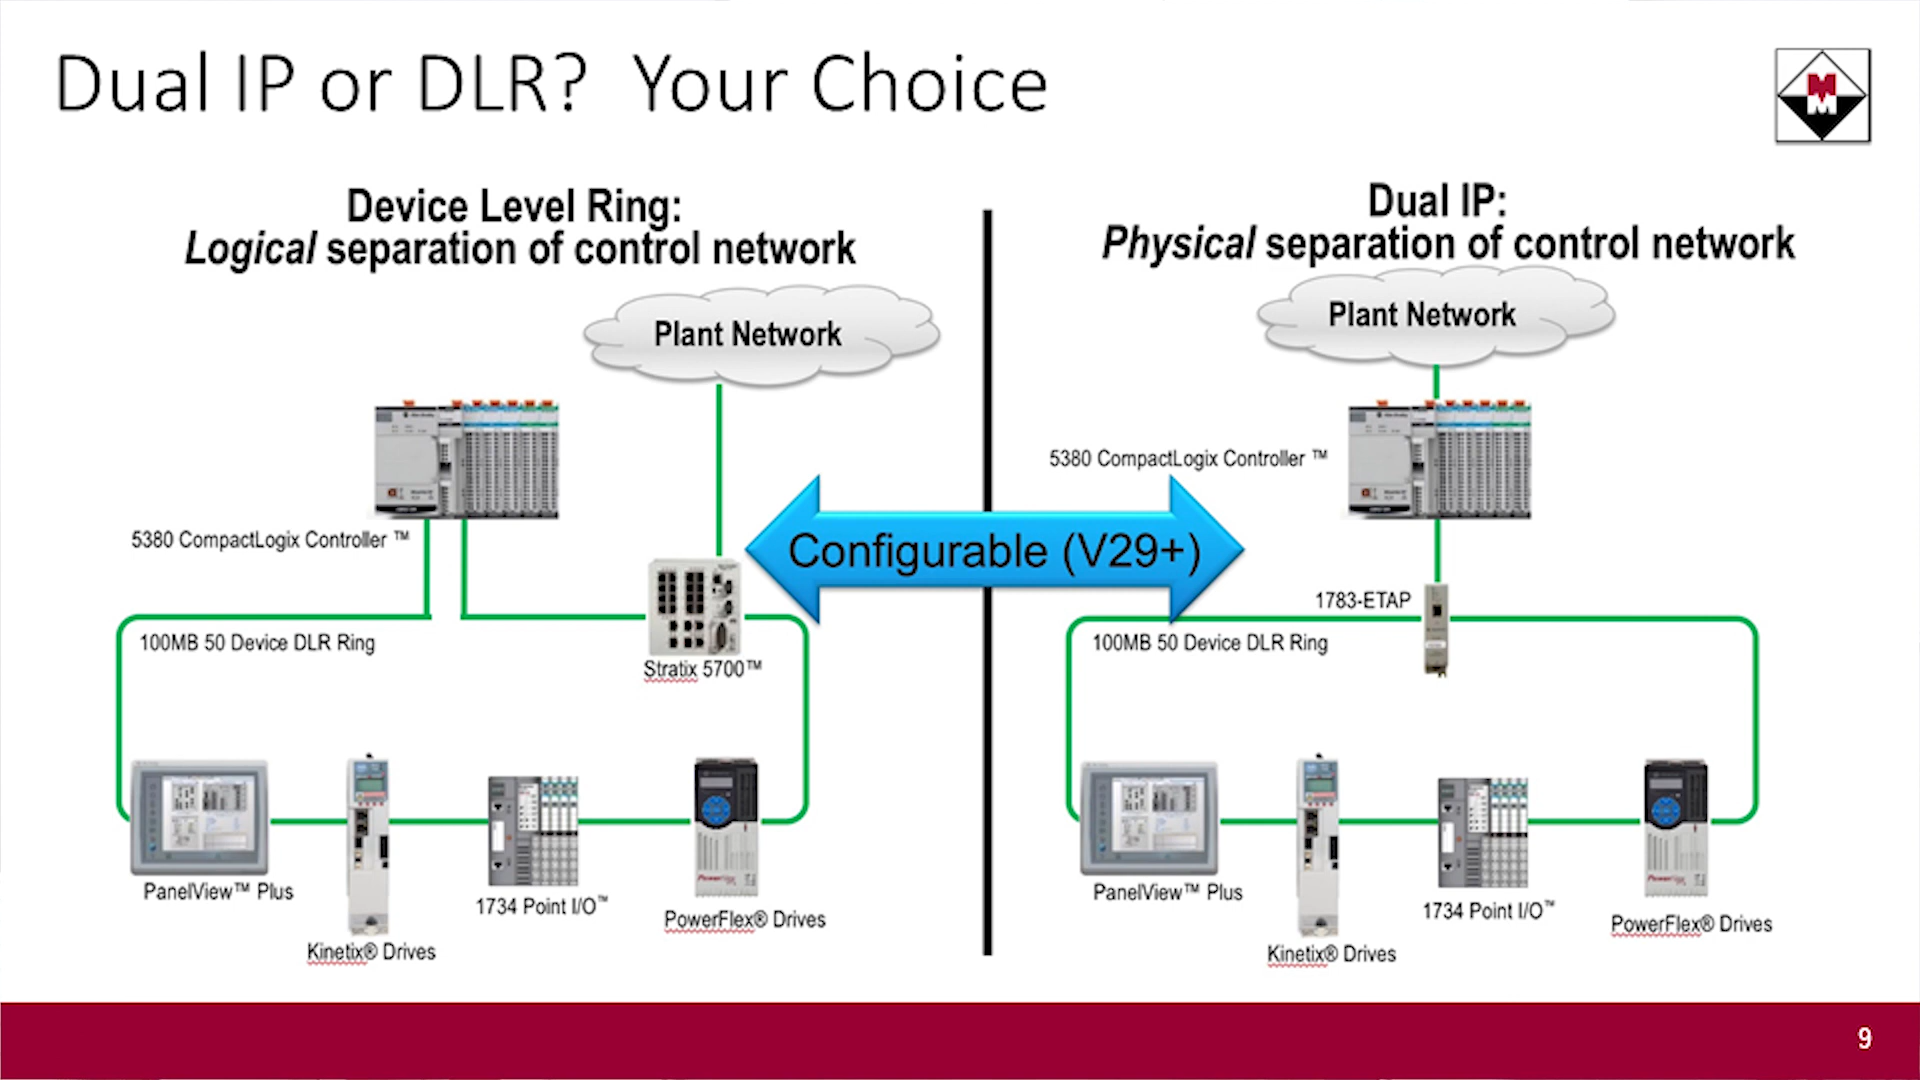 Dual IP or DLR? Your Choice
M
M
Device Level Ring:
Logical separation of control network
Plant Network
5380 CompactLogix Controller ™
100MB 50 Device DLR Ring
Stratix 5700™
PanelView™ Plus
Kinetix® Drives
1734 Point I/O™
PowerFlex® Drives
Configurable (V29+)
Dual IP:
Physical separation of control network
Plant Network
5380 CompactLogix Controller ™
1783-ETAP
100MB 50 Device DLR Ring
PanelView™ Plus
Kinetix® Drives
1734 Point I/O™
PowerFlex® Drives
9